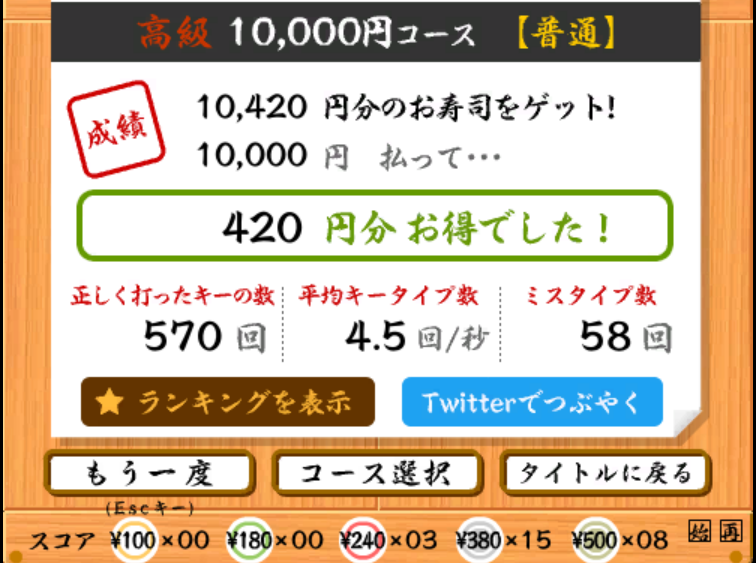 高級 10,000円コース 【普通】
成績
10,420 円分のお寿司をゲット!
10,000 円 払って…
420 円分 お得でした!
正しく打ったキーの数 平均キータイプ数 ミスタイプ数
570 回 4.5 回/秒 58 回
★ ランキングを表示 Twitterでつぶやく
もう一度 コース選択 タイトルに戻る
(Escキー)
スコア ¥100×00 ¥180×00 ¥240×03 ¥380×15 ¥500×08 始 再